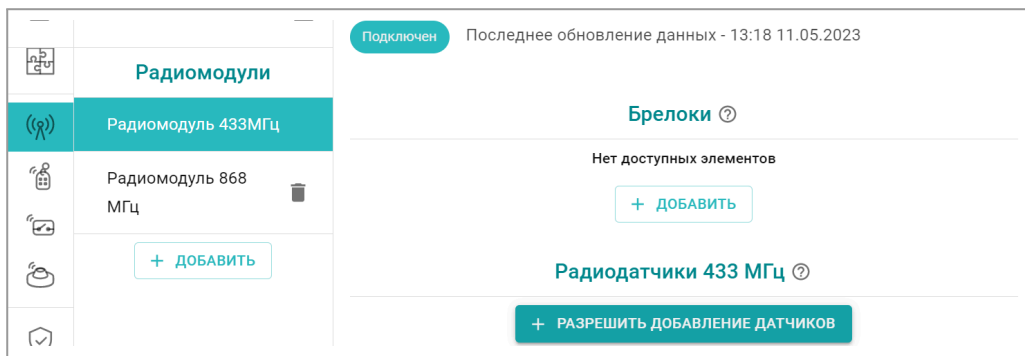 Подключен Последнее обновление данных - 13:18 11.05.2023
Радиомодули
Радиомодуль 433МГц
Радиомодуль 868
МГц
+ ДОБАВИТЬ
Брелоки
Нет доступных элементов
+ ДОБАВИТЬ
Радиодатчики 433 МГц
+ РАЗРЕШИТЬ ДОБАВЛЕНИЕ ДАТЧИКОВ